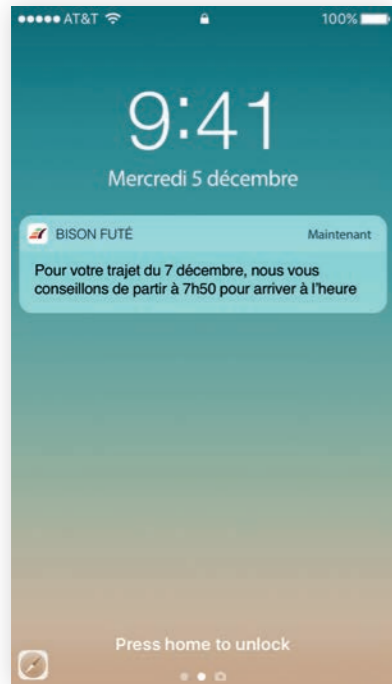 AT&T 100%
9:41
Mercredi 5 décembre
BISON FUTÉ Maintenant
Pour votre trajet du 7 décembre, nous vous
conseillons de partir à 7h50 pour arriver à l'heure
Press home to unlock